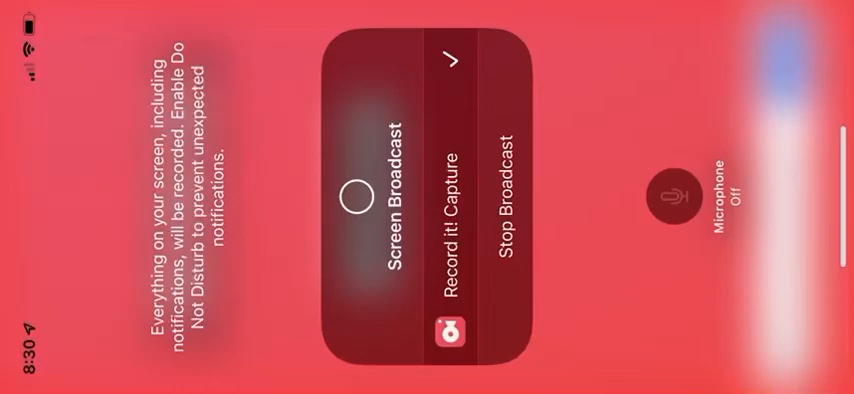 8:30
Everything on your screen, including
notifications, will be recorded. Enable Do
Not Disturb to prevent unexpected
notifications.
Screen Broadcast
Record it! Capture
Stop Broadcast
Microphone
Off